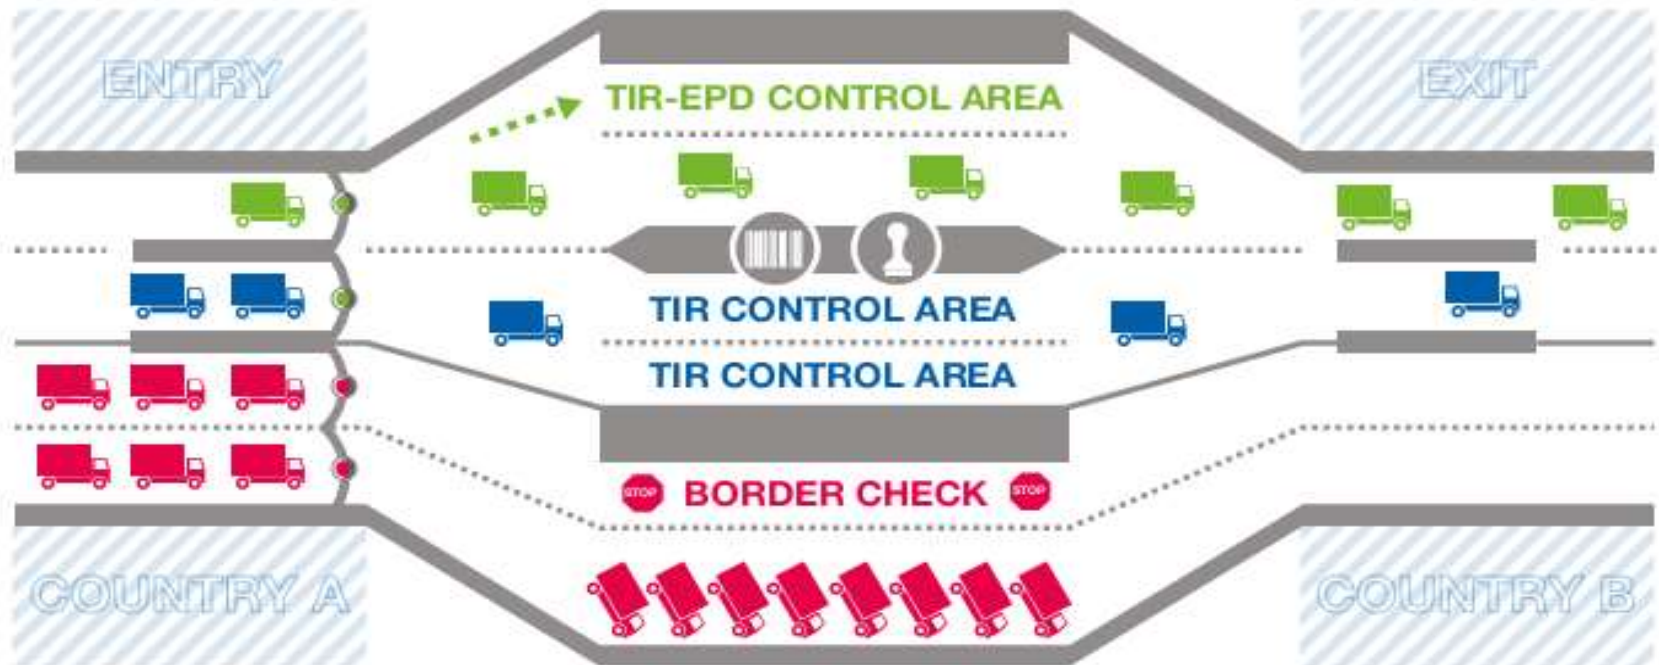 ENTRY
EXIT
TIR-EPD CONTROL AREA
TIR CONTROL AREA
TIR CONTROL AREA
STOP BORDER CHECK STOP
COUNTRY A
COUNTRY B